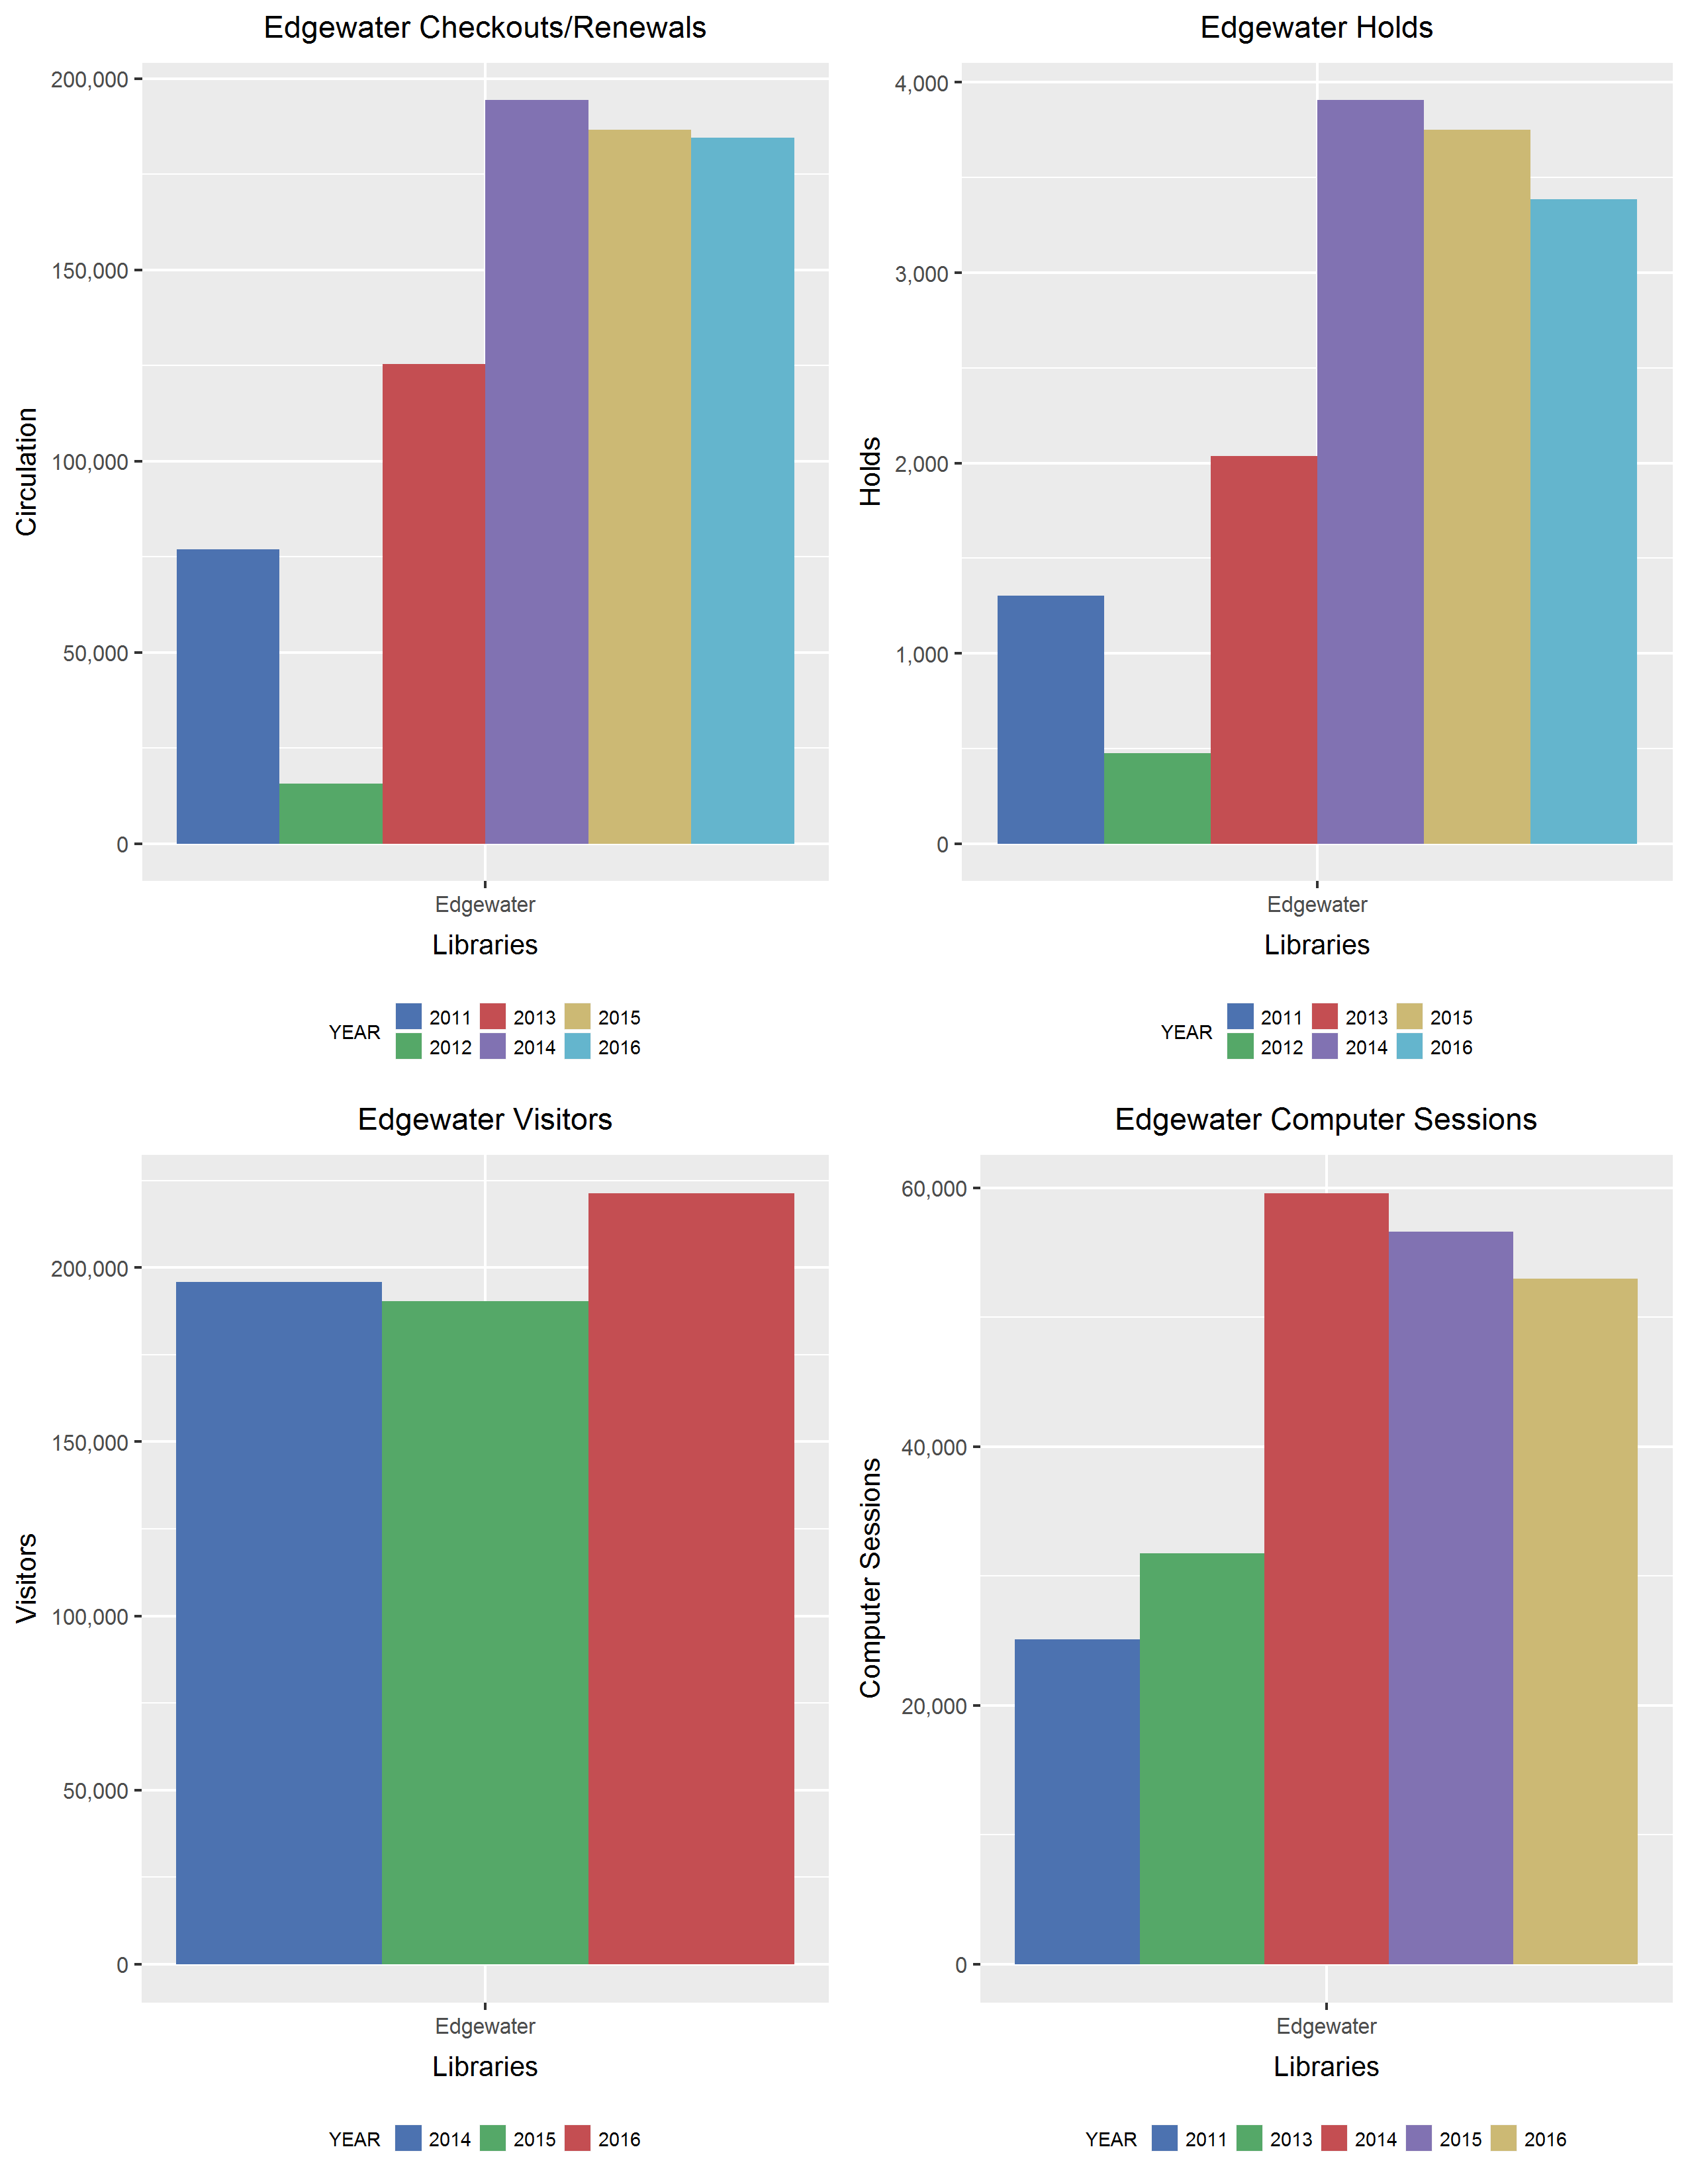 Edgewater Checkouts/Renewals
200,000
150,000
100,000
50,000
0
Circulation
Edgewater
Libraries
YEAR 2011 2013 2015
2012 2014 2016
Edgewater Holds
4,000
3,000
2,000
1,000
0
Holds
Edgewater
Libraries
YEAR 2011 2013 2015
2012 2014 2016
Edgewater Visitors
200,000
150,000
100,000
50,000
0
Visitors
Edgewater
Libraries
YEAR 2014 2015 2016
Edgewater Computer Sessions
60,000
40,000
20,000
0
Computer Sessions
Edgewater
Libraries
YEAR 2011 2013 2014 2015 2016